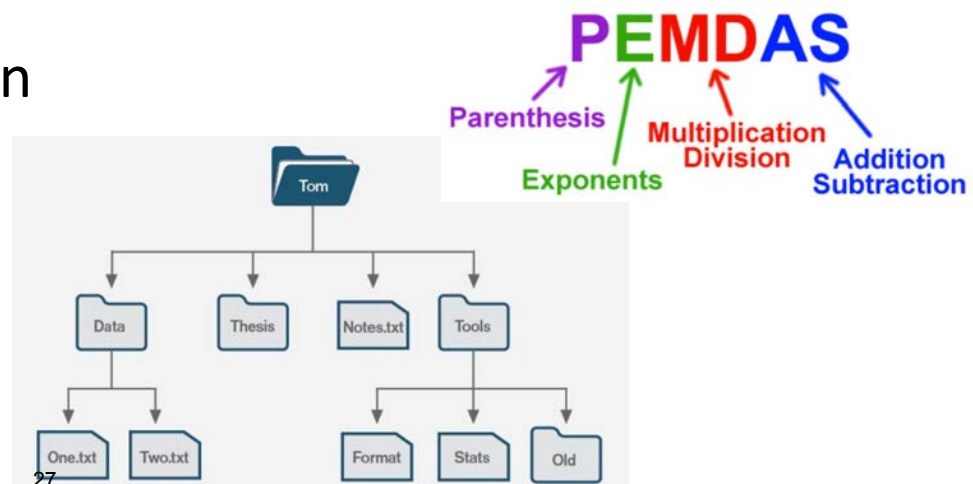 n
PEMDAS
Parenthesis
Exponents
Multiplication
Division
Addition
Subtraction
Tom
Data
Thesis
Notes.txt
Tools
One.txt
Two.txt
Format
Stats
Old
27